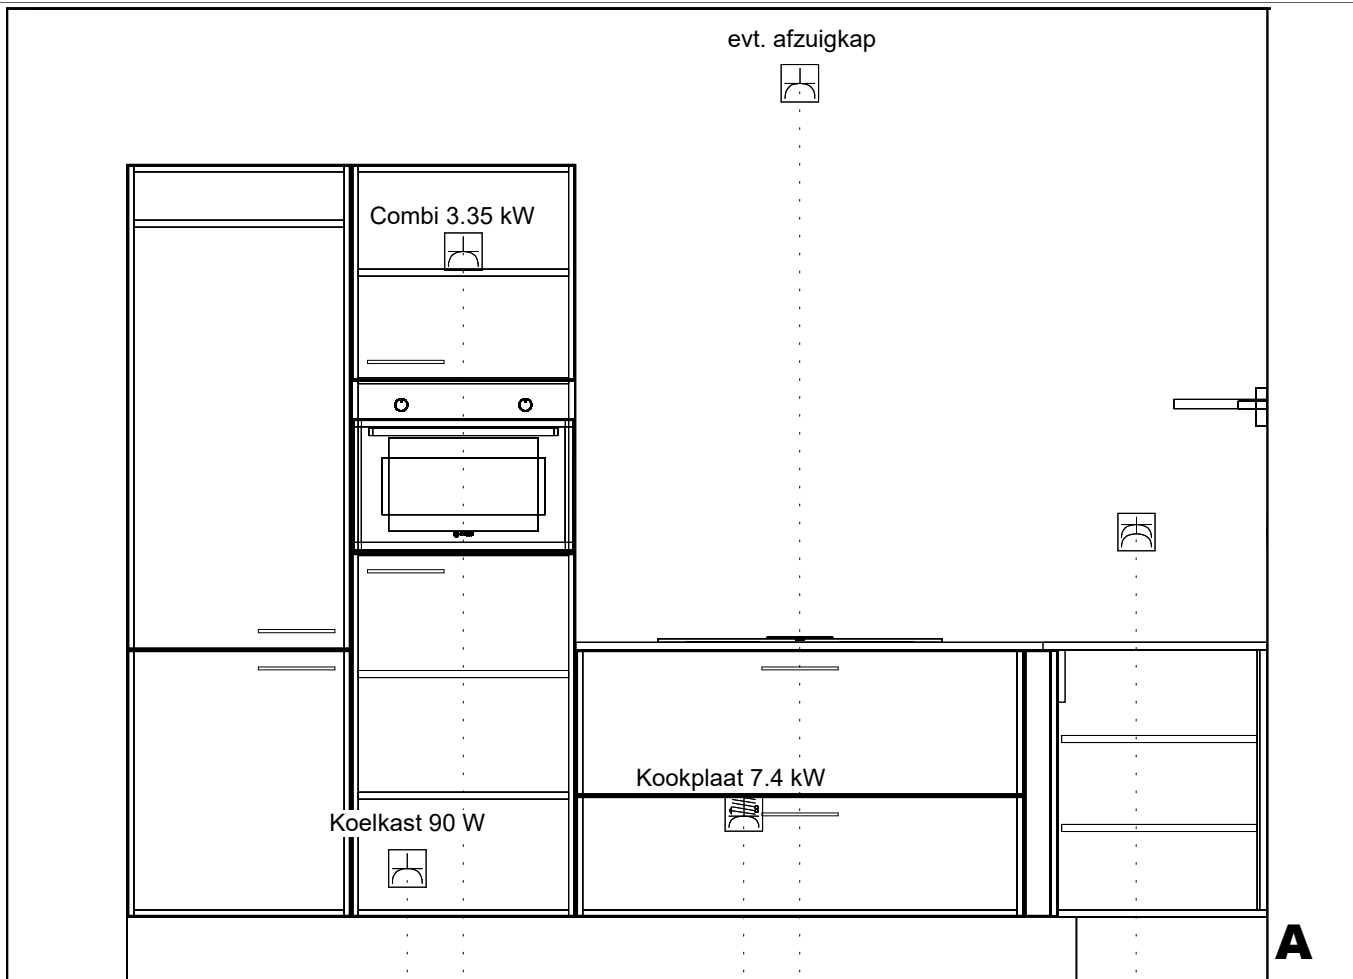 evt. afzuigkap
Combi 3.35 kW
Kookplaat 7.4 kW
Koelkast 90 W
A